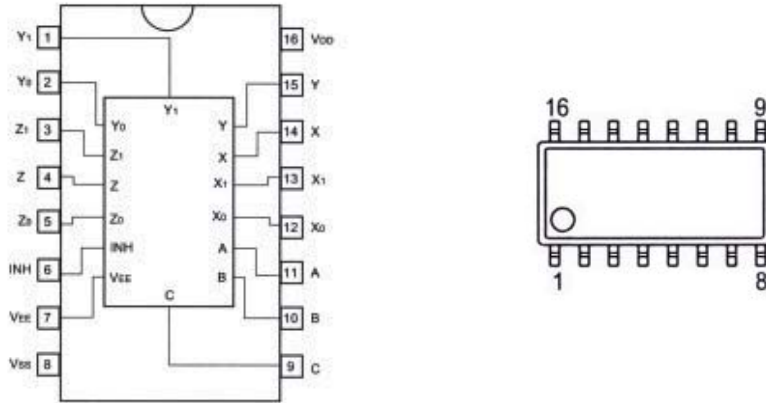 Y1 1
16 VDD
Y0 2
15 Y
Y1
Y0
Y
Z1 3
14 X
Z1
X
Z 4
13 X1
Z
X1
Z0 5
12 X0
Z0
X0
INH 6
11 A
INH
A
VEE 7
10 B
VEE
B
C
VSS 8
9 C
16 9
1 8